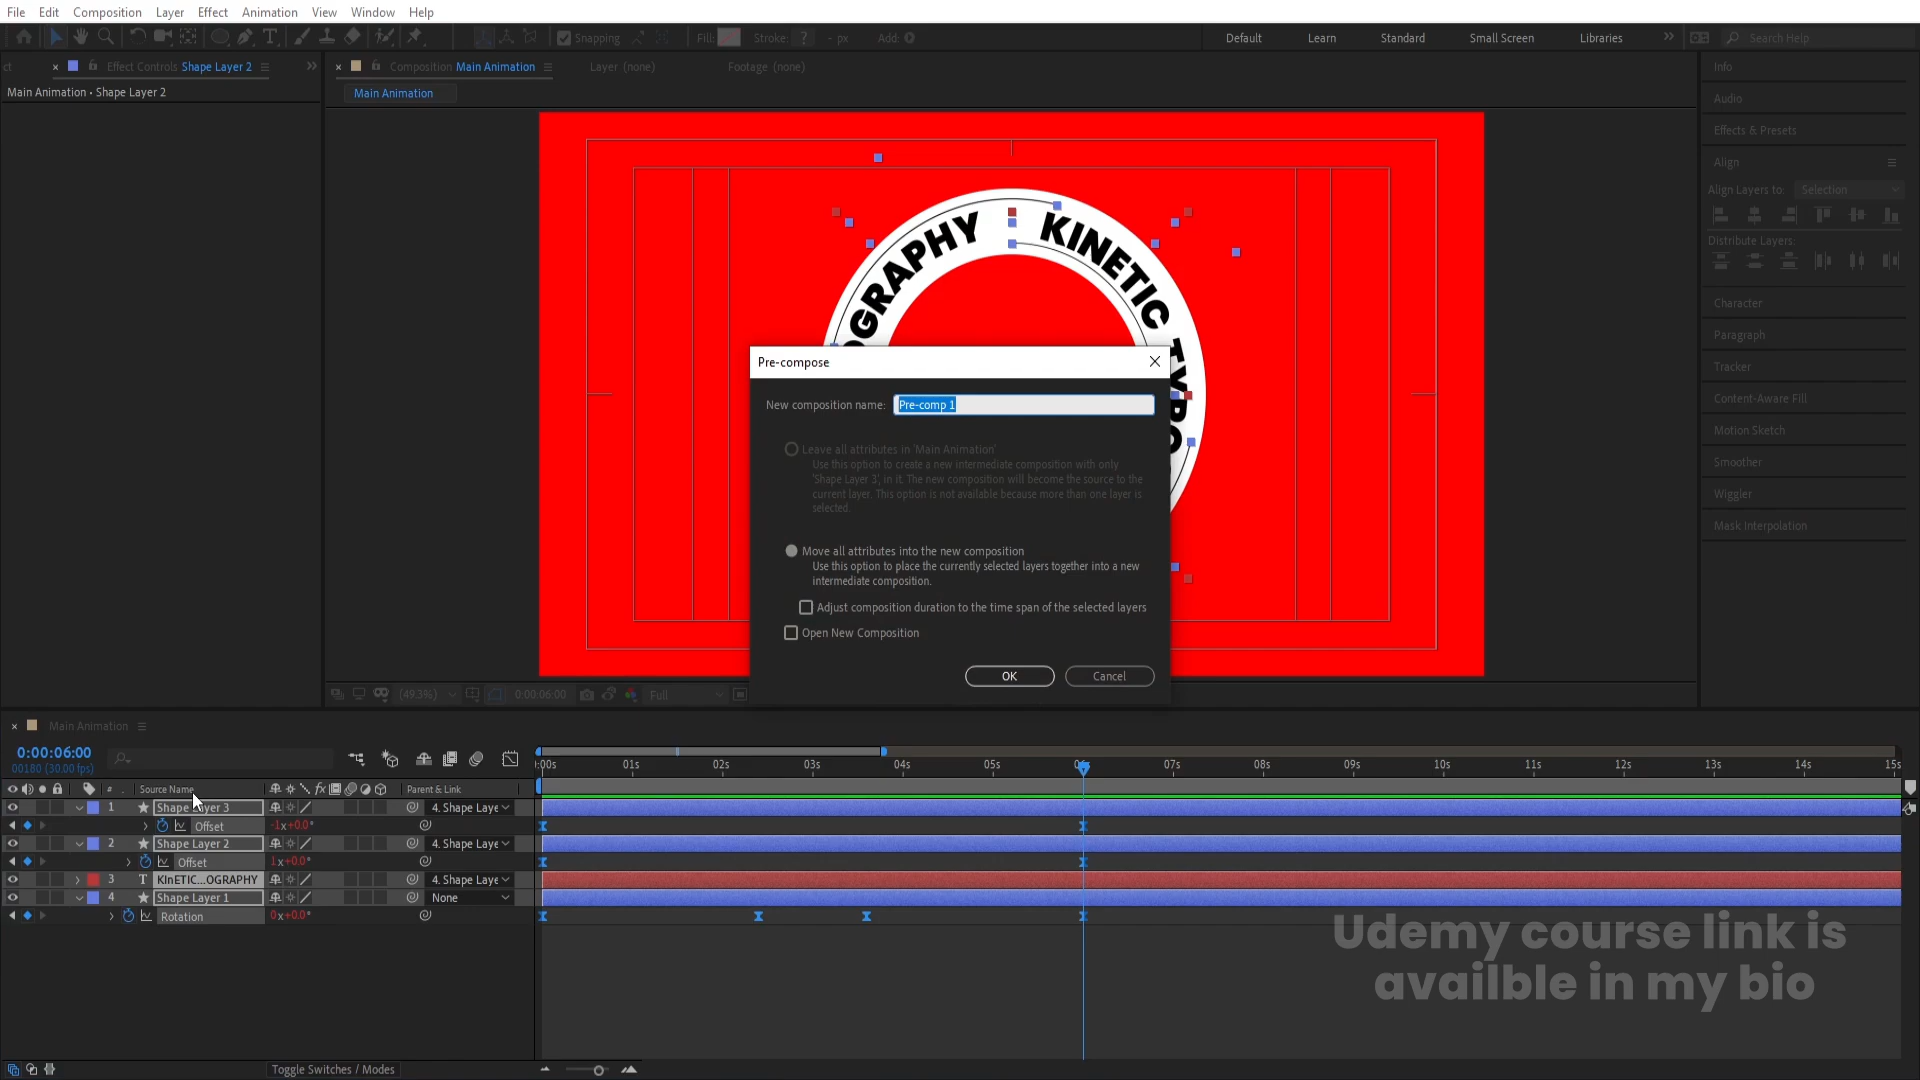 File Edit Composition Layer Effect Animation View Window Help
Snapping Fill: Stroke: ? - px Add: Default Learn Standard Small Screen Libraries Search Help
ct Effect Controls Shape Layer 2 Composition Main Animation Layer (none) Footage (none) Info
Main Animation • Shape Layer 2 Main Animation
Audio
Effects & Presets
Align
Align Layers to: Selection
Distribute Layers:
Character
Paragraph
Tracker
Content-Aware Fill
Motion Sketch
Smoother
Wiggler
Mask Interpolation
OGRAPHY KINETIC TYPO
Pre-compose
New composition name: Pre-comp 1
Leave all attributes in 'Main Animation'
Use this option to create a new intermediate composition with only
'Shape Layer 3', in it. The new composition will become the source to the
current layer. This option is not available because more than one layer is
selected.
Move all attributes into the new composition
Use this option to place the currently selected layers together into a new
intermediate composition.
Adjust composition duration to the time span of the selected layers
Open New Composition
OK Cancel
(49.3%) 0:00:06:00 Full
Main Animation
0:00:06:00
00180 (30.00 fps)
:00s 01s 02s 03s 04s 05s 07s 08s 09s 10s 11s 12s 13s 14s 15s
# Source Name fx Parent & Link
1 Shape Layer 3 4. Shape Laye
Offset -1x+0.0°
2 Shape Layer 2 4. Shape Laye
Offset 1x+0.0°
3 T KInETIC...OGRAPHY 4. Shape Laye
4 Shape Layer 1 None
Rotation 0x+0.0°
Udemy course link is
availble in my bio
Toggle Switches / Modes